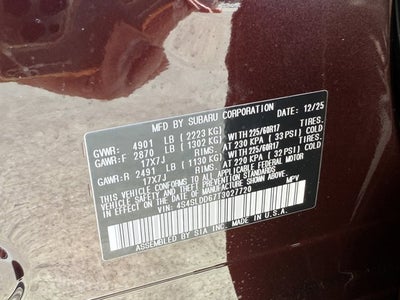 MFD BY SUBARU CORPORATION 12/25
GVWR: 4901 LB (2223 KG)
GAWR:F 2870 LB (1302 KG) WITH 225/60R17 TIRES.
17X7J RIMS. AT 230 KPA (33 PSI) COLD
GAWR:R 2491 LB (1130 KG) WITH 225/60R17 TIRES.
17X7J RIMS. AT 220 KPA (32 PSI) COLD
THIS VEHICLE CONFORMS TO ALL APPLICABLE FEDERAL MOTOR
VEHICLE SAFETY, BUMPER, AND THEFT PREVENTION STANDARDS
IN EFFECT ON THE DATE OF MANUFACTURE SHOWN ABOVE.
VIN: 4S4SLDD67T3027720 MPV
ASSEMBLED BY SIA INC. MADE IN U.S.A.